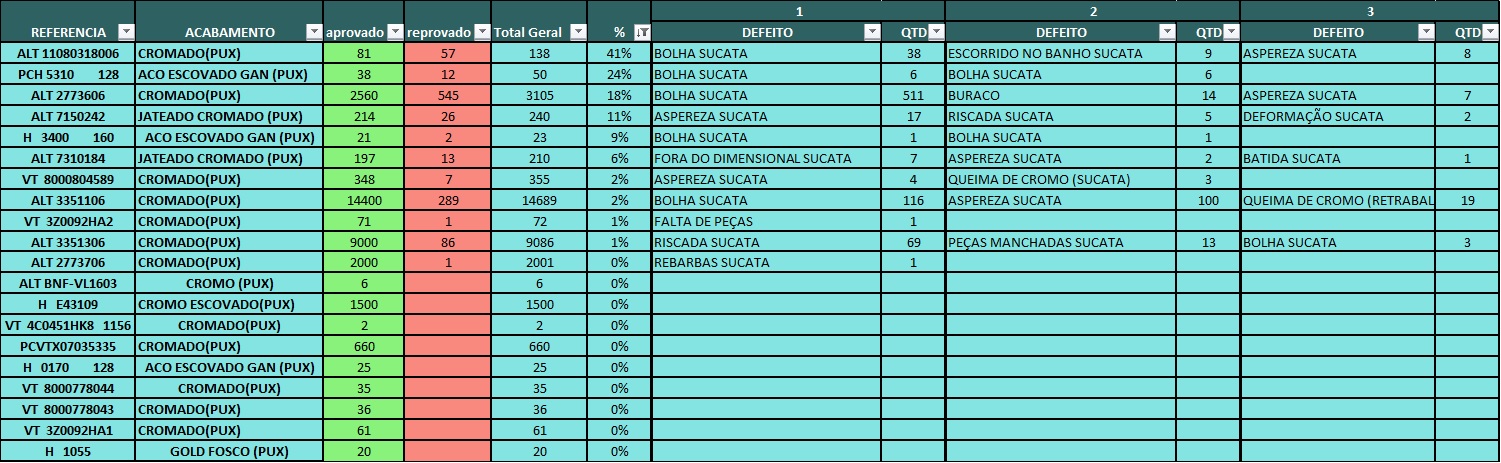 1 2 3
REFERENCIA ACABAMENTO aprovado reprovado Total Geral % DEFEITO QTD DEFEITO QTD DEFEITO QTD
ALT 11080318006 CROMADO(PUX) 81 57 138 41% BOLHA SUCATA 38 ESCORRIDO NO BANHO SUCATA 9 ASPEREZA SUCATA 8
PCH 5310 128 ACO ESCOVADO GAN (PUX) 38 12 50 24% BOLHA SUCATA 6 BOLHA SUCATA 6
ALT 2773606 CROMADO(PUX) 2560 545 3105 18% BOLHA SUCATA 511 BURACO 14 ASPEREZA SUCATA 7
ALT 7150242 JATEADO CROMADO (PUX) 214 26 240 11% ASPEREZA SUCATA 17 RISCADA SUCATA 5 DEFORMAÇÃO SUCATA 2
H 3400 160 ACO ESCOVADO GAN (PUX) 21 2 23 9% BOLHA SUCATA 1 BOLHA SUCATA 1
ALT 7310184 JATEADO CROMADO (PUX) 197 13 210 6% FORA DO DIMENSIONAL SUCATA 7 ASPEREZA SUCATA 2 BATIDA SUCATA 1
VT 8000804589 CROMADO(PUX) 348 7 355 2% ASPEREZA SUCATA 4 QUEIMA DE CROMO (SUCATA) 3
ALT 3351106 CROMADO(PUX) 14400 289 14689 2% BOLHA SUCATA 116 ASPEREZA SUCATA 100 QUEIMA DE CROMO (RETRABAL 19
VT 3Z0092HA2 CROMADO(PUX) 71 1 72 1% FALTA DE PEÇAS 1
ALT 3351306 CROMADO(PUX) 9000 86 9086 1% RISCADA SUCATA 69 PEÇAS MANCHADAS SUCATA 13 BOLHA SUCATA 3
ALT 2773706 CROMADO(PUX) 2000 1 2001 0% REBARBAS SUCATA 1
ALT BNF-VL1603 CROMO (PUX) 6 6 0%
H E43109 CROMO ESCOVADO(PUX) 1500 1500 0%
VT 4C0451HK8 1156 CROMADO(PUX) 2 2 0%
PCVTX07035335 CROMADO(PUX) 660 660 0%
H 0170 128 ACO ESCOVADO GAN (PUX) 25 25 0%
VT 8000778044 CROMADO(PUX) 35 35 0%
VT 8000778043 CROMADO(PUX) 36 36 0%
VT 3Z0092HA1 CROMADO(PUX) 61 61 0%
H 1055 GOLD FOSCO (PUX) 20 20 0%